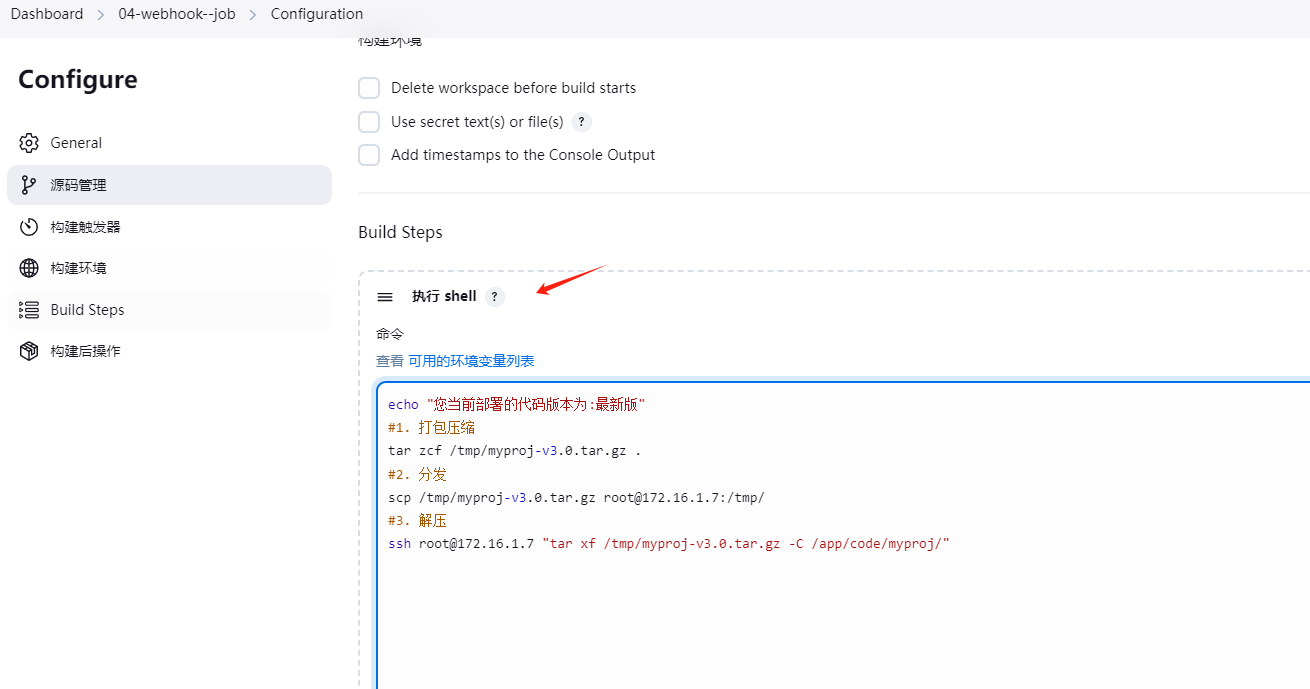 Dashboard > 04-webhook--job > Configuration
Configure
General
源码管理
构建触发器
构建环境
Build Steps
构建后操作
构建环境
Delete workspace before build starts
Use secret text(s) or file(s) ?
Add timestamps to the Console Output
Build Steps
执行 shell ?
命令
查看 可用的环境变量列表
echo "您当前部署的代码版本为:最新版"
#1. 打包压缩
tar zcf /tmp/myproj-v3.0.tar.gz .
#2. 分发
scp /tmp/myproj-v3.0.tar.gz root@172.16.1.7:/tmp/
#3. 解压
ssh root@172.16.1.7 "tar xf /tmp/myproj-v3.0.tar.gz -C /app/code/myproj/"